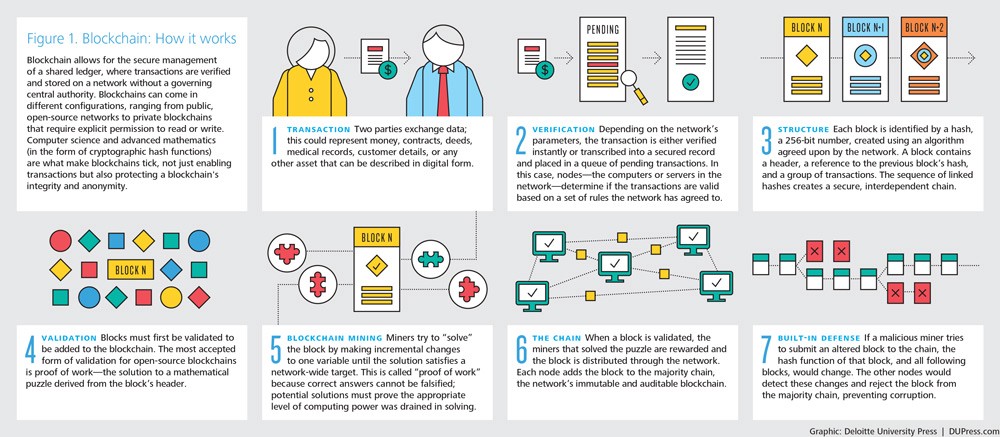 Figure 1. Blockchain: How it works
Blockchain allows for the secure management
of a shared ledger, where transactions are verified
and stored on a network without a governing
central authority. Blockchains can come in
different configurations, ranging from public,
open-source networks to private blockchains
that require explicit permission to read or write.
Computer science and advanced mathematics
(in the form of cryptographic hash functions)
are what make blockchains tick, not just enabling
transactions but also protecting a blockchain's
integrity and anonymity.
$
1 TRANSACTION Two parties exchange data;
this could represent money, contracts, deeds,
medical records, customer details, or any
other asset that can be described in digital form.
$
PENDING
2 VERIFICATION Depending on the network's
parameters, the transaction is either verified
instantly or transcribed into a secured record
and placed in a queue of pending transactions. In
this case, nodes—the computers or servers in the
network—determine if the transactions are valid
based on a set of rules the network has agreed to.
BLOCK N
BLOCK N+1
BLOCK N+2
3 STRUCTURE Each block is identified by a hash,
a 256-bit number, created using an algorithm
agreed upon by the network. A block contains
a header, a reference to the previous block's hash,
and a group of transactions. The sequence of linked
hashes creates a secure, interdependent chain.
BLOCK N
4 VALIDATION Blocks must first be validated to
be added to the blockchain. The most accepted
form of validation for open-source blockchains
is proof of work—the solution to a mathematical
puzzle derived from the block's header.
BLOCK N
5 BLOCKCHAIN MINING Miners try to "solve"
the block by making incremental changes
to one variable until the solution satisfies a
network-wide target. This is called "proof of work"
because correct answers cannot be falsified;
potential solutions must prove the appropriate
level of computing power was drained in solving.
6 THE CHAIN When a block is validated, the
miners that solved the puzzle are rewarded and
the block is distributed through the network.
Each node adds the block to the majority chain,
the network's immutable and auditable blockchain.
7 BUILT-IN DEFENSE If a malicious miner tries
to submit an altered block to the chain, the
hash function of that block, and all following
blocks, would change. The other nodes would
detect these changes and reject the block from
the majority chain, preventing corruption.
Graphic: Deloitte University Press | DUPress.com